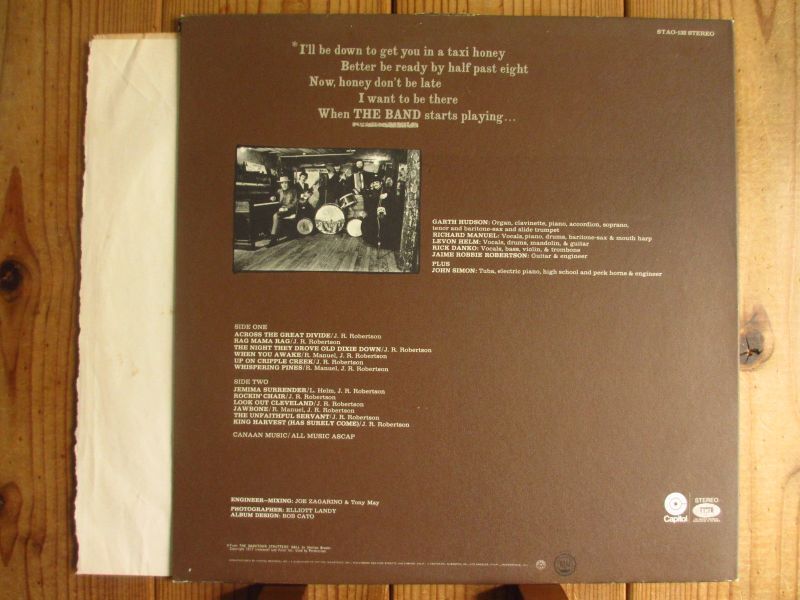 STAO-132 STEREO
*I'll be down to get you in a taxi honey
Better be ready by half past eight
Now, honey don't be late
I want to be there
When THE BAND starts playing...
GARTH HUDSON: Organ, clavinette, piano, accordion, soprano,
tenor and baritone-sax and slide trumpet
RICHARD MANUEL: Vocals, piano, drums, baritone-sax & mouth harp
LEVON HELM: Vocals, drums, mandolin, & guitar
RICK DANKO: Vocals, bass, violin, & trombone
JAIME ROBBIE ROBERTSON: Guitar & engineer
PLUS
JOHN SIMON: Tuba, electric piano, high school and peck horns & engineer
SIDE ONE
ACROSS THE GREAT DIVIDE/J. R. Robertson
RAG MAMA RAG/J. R. Robertson
THE NIGHT THEY DROVE OLD DIXIE DOWN/J. R. Robertson
WHEN YOU AWAKE/R. Manuel, J. R. Robertson
UP ON CRIPPLE CREEK/J. R. Robertson
WHISPERING PINES/R. Manuel, J. R. Robertson
SIDE TWO
JEMIMA SURRENDER/L. Helm, J. R. Robertson
ROCKIN' CHAIR/J. R. Robertson
LOOK OUT CLEVELAND/J. R. Robertson
JAWBONE/R. Manuel, J. R. Robertson
THE UNFAITHFUL SERVANT/J. R. Robertson
KING HARVEST (HAS SURELY COME)/J. R. Robertson
CANAAN MUSIC/ALL MUSIC ASCAP
ENGINEER—MIXING: JOE ZAGARINO & Tony May
PHOTOGRAPHER: ELLIOTT LANDY
ALBUM DESIGN: BOB CATO
Capitol
STEREO
EMI